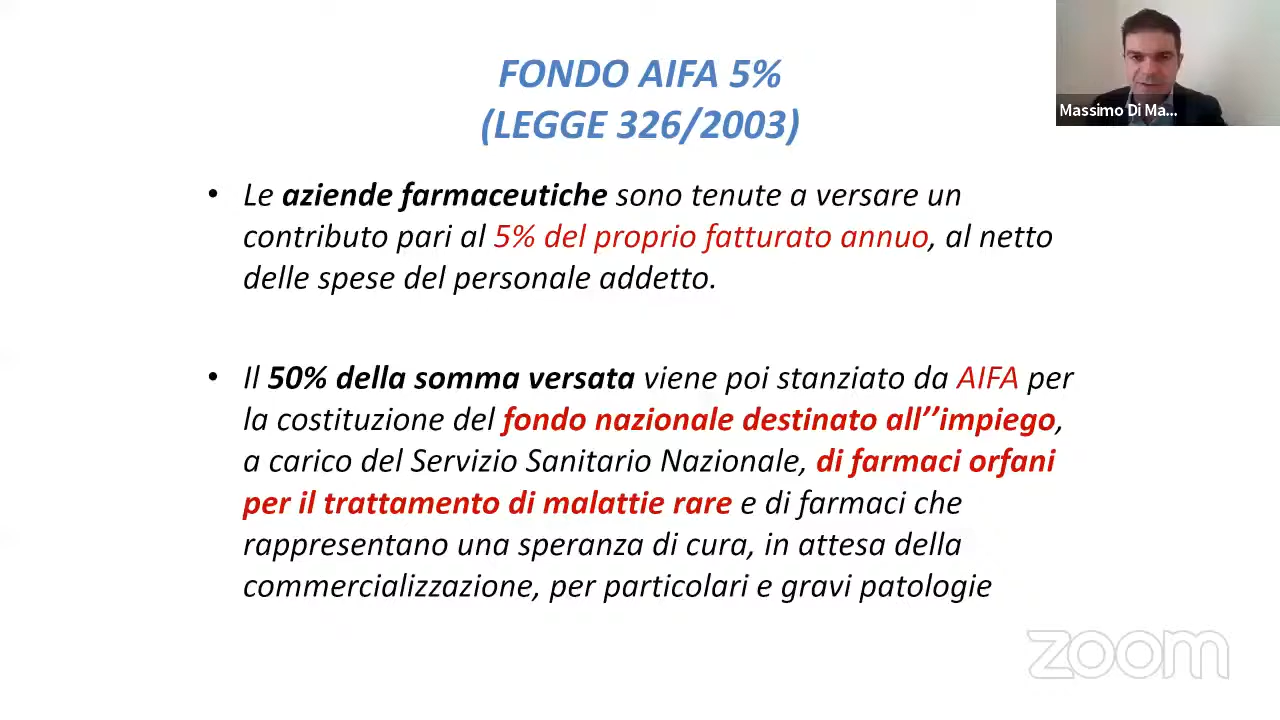 FONDO AIFA 5%
(LEGGE 326/2003)
Massimo Di Ma...
• Le aziende farmaceutiche sono tenute a versare un
contributo pari al 5% del proprio fatturato annuo, al netto
delle spese del personale addetto.
• Il 50% della somma versata viene poi stanziato da AIFA per
la costituzione del fondo nazionale destinato all’’impiego,
a carico del Servizio Sanitario Nazionale, di farmaci orfani
per il trattamento di malattie rare e di farmaci che
rappresentano una speranza di cura, in attesa della
commercializzazione, per particolari e gravi patologie
zoom